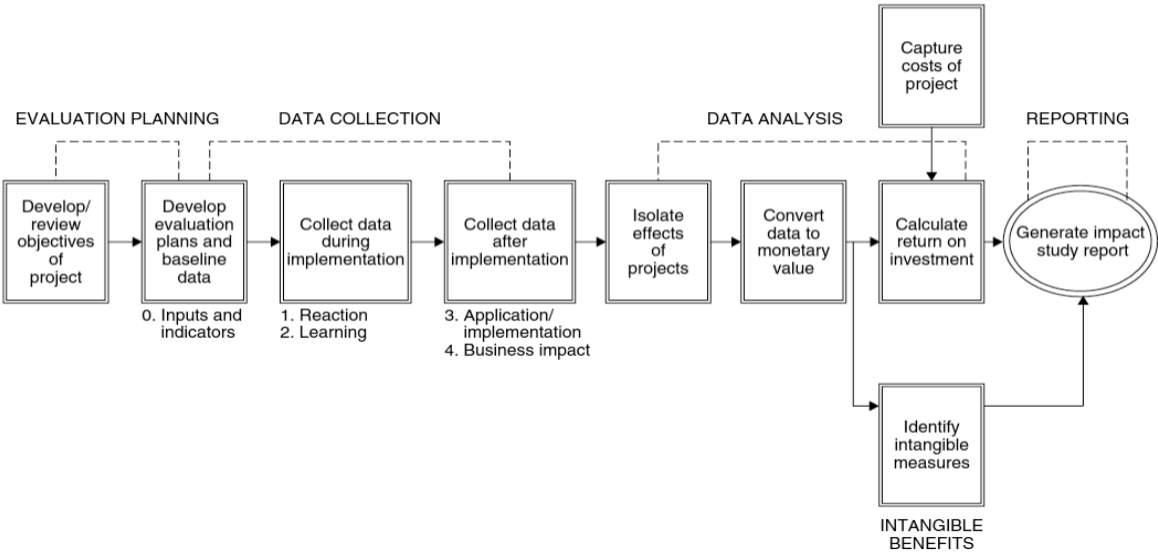 Capture
costs of
project
EVALUATION PLANNING
DATA COLLECTION
DATA ANALYSIS
REPORTING
Develop/
review
objectives
of
project
Develop
evaluation
plans and
baseline
data
Collect data
during
implementation
Collect data
after
implementation
Isolate
effects
of
projects
Convert
data to
monetary
value
Calculate
return on
investment
Generate impact
study report
0. Inputs and
indicators
1. Reaction
2. Learning
3. Application/
implementation
4. Business impact
Identify
intangible
measures
INTANGIBLE
BENEFITS